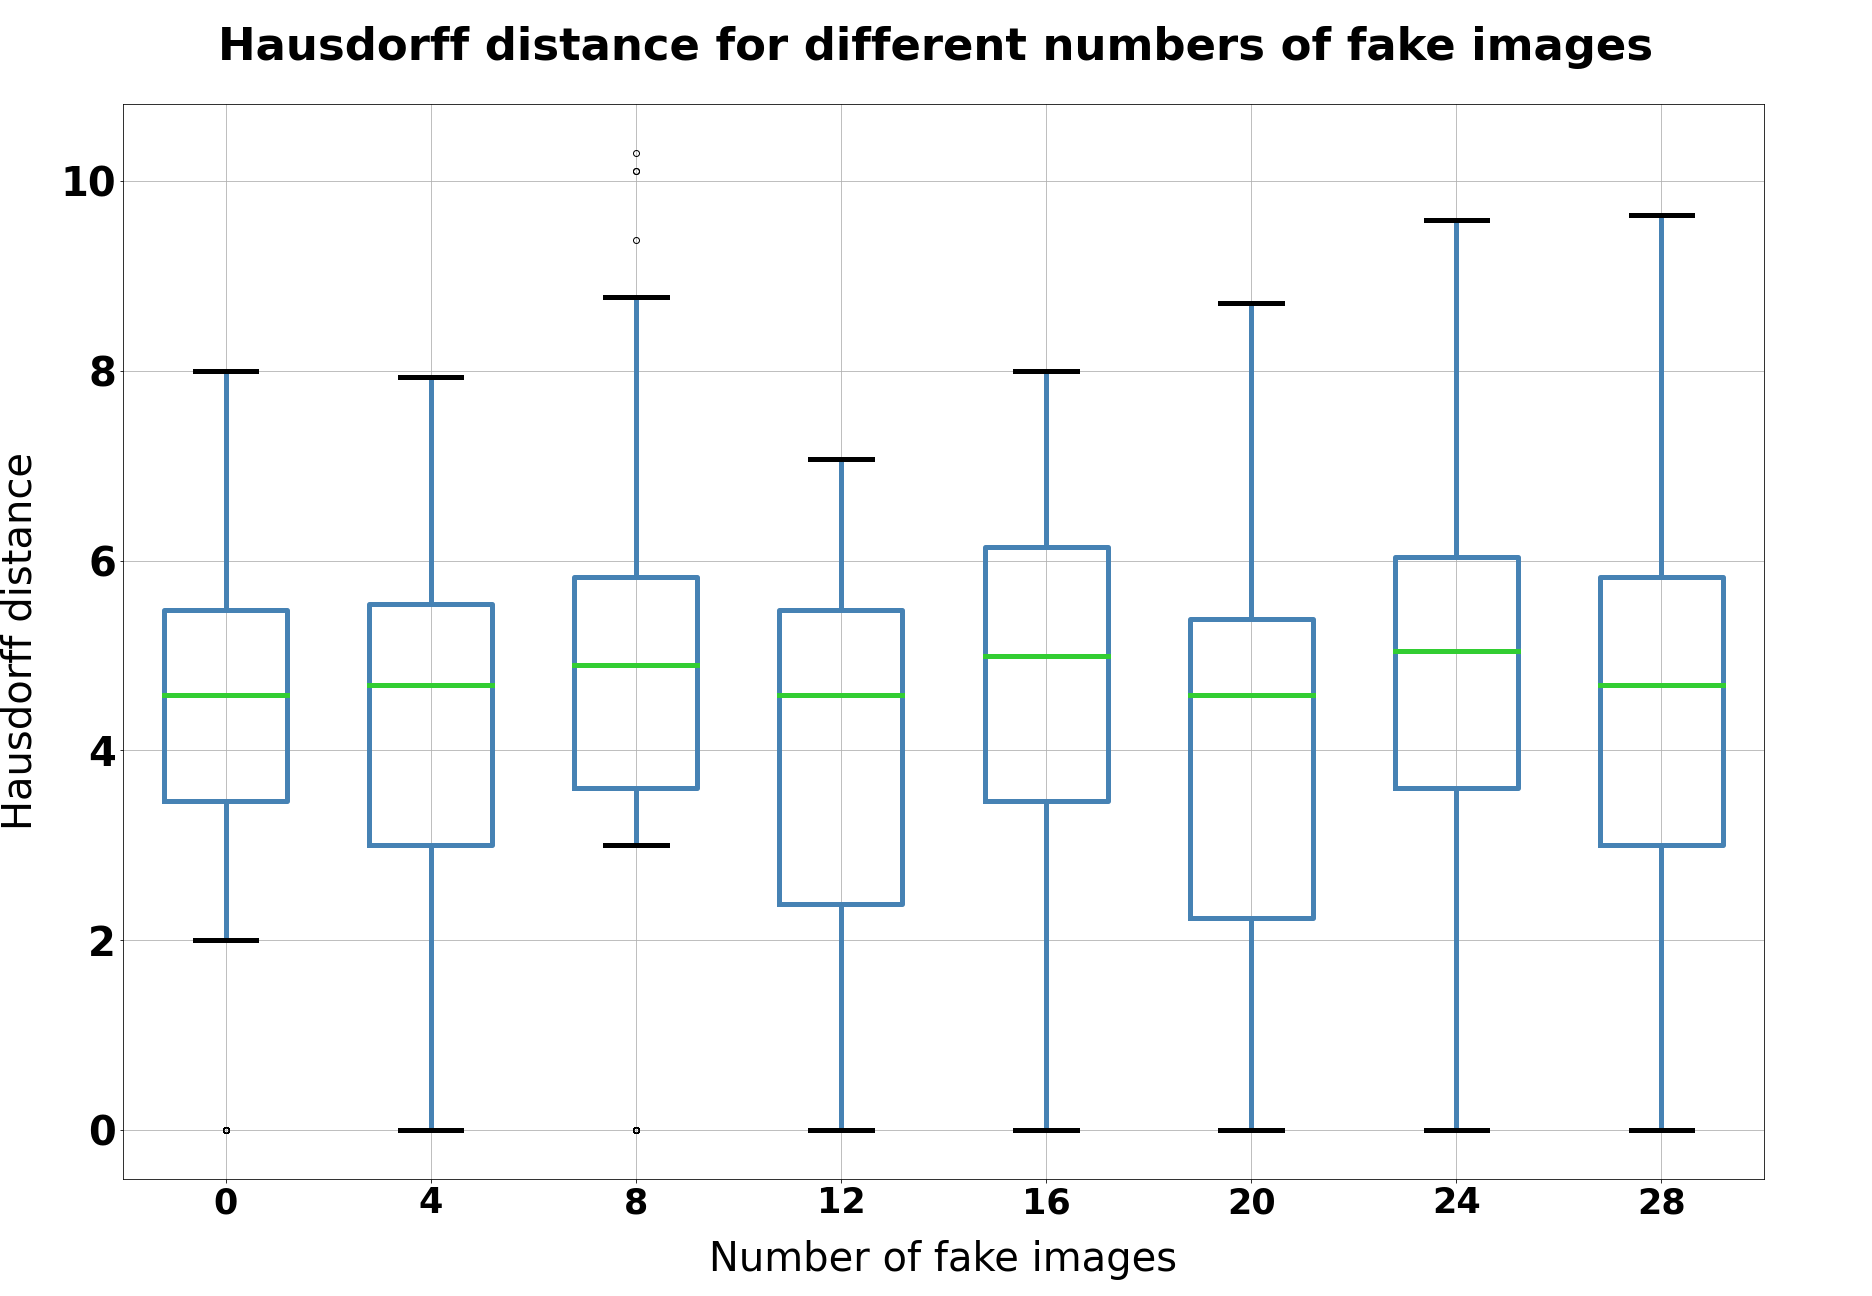 Hausdorff distance for different numbers of fake images
Hausdorff distance
10
8
6
4
2
0
0 4 8 12 16 20 24 28
Number of fake images